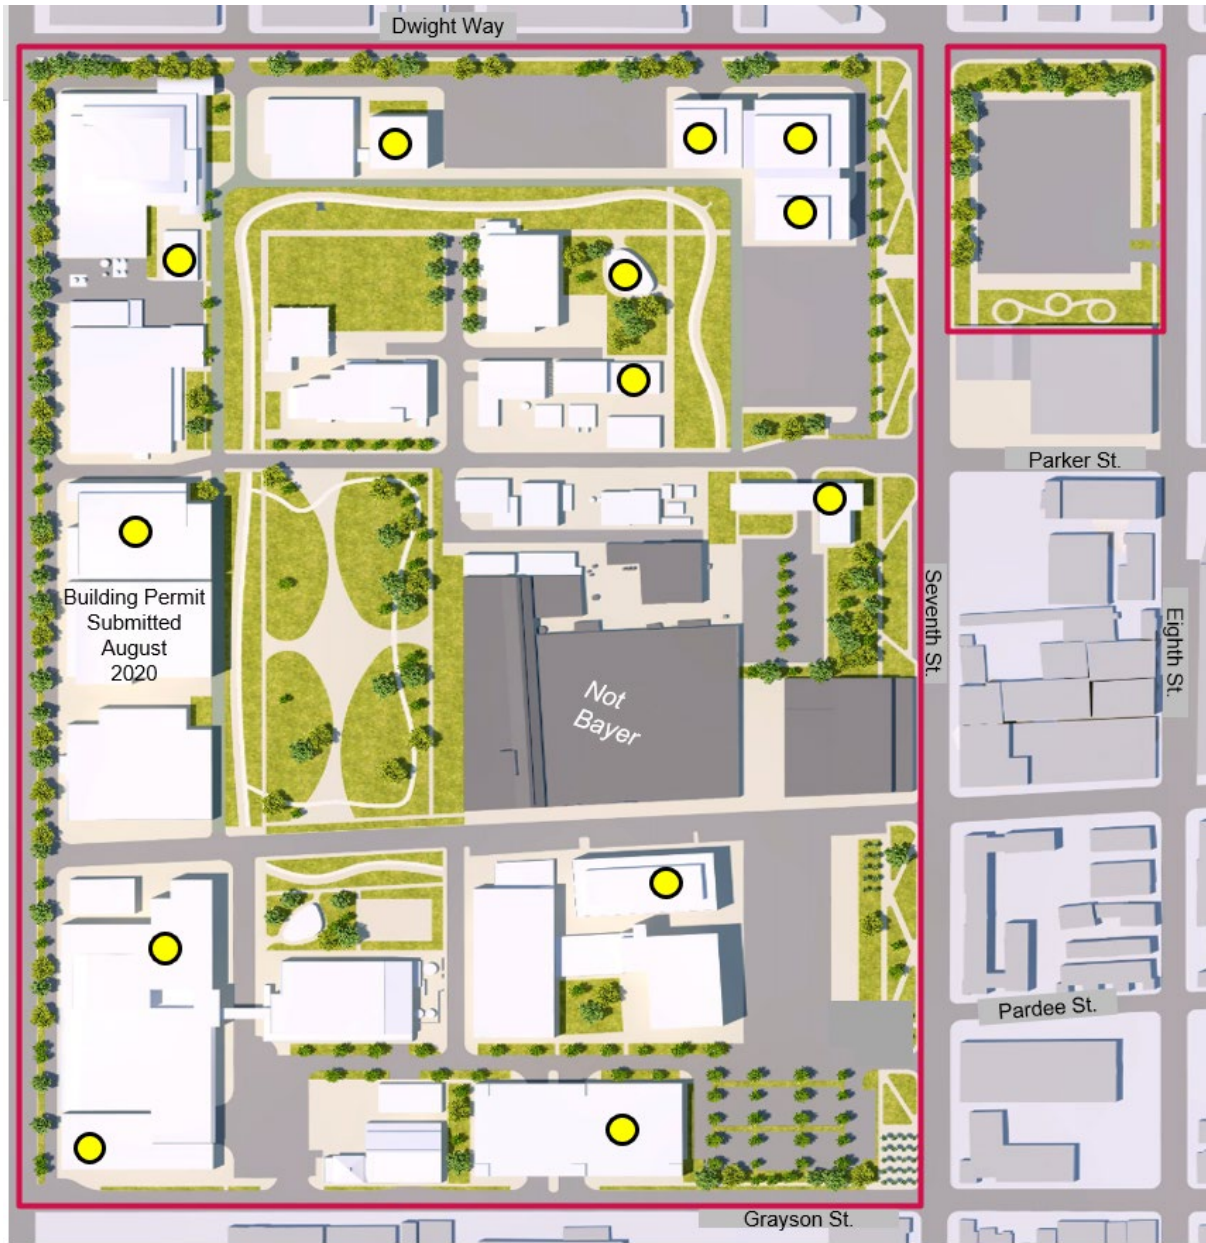 Dwight Way
Parker St.
Building Permit
Submitted
August
2020
Seventh St.
Eighth St.
Not
Bayer
Pardee St.
Grayson St.